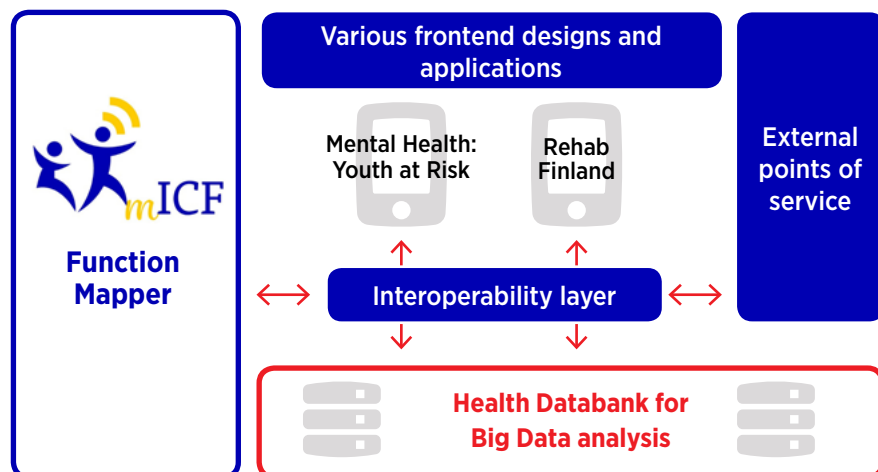 Various frontend designs and
applications
mICF
Function
Mapper
Mental Health:
Youth at Risk
Rehab
Finland
External
points of
service
Interoperability layer
Health Databank for
Big Data analysis